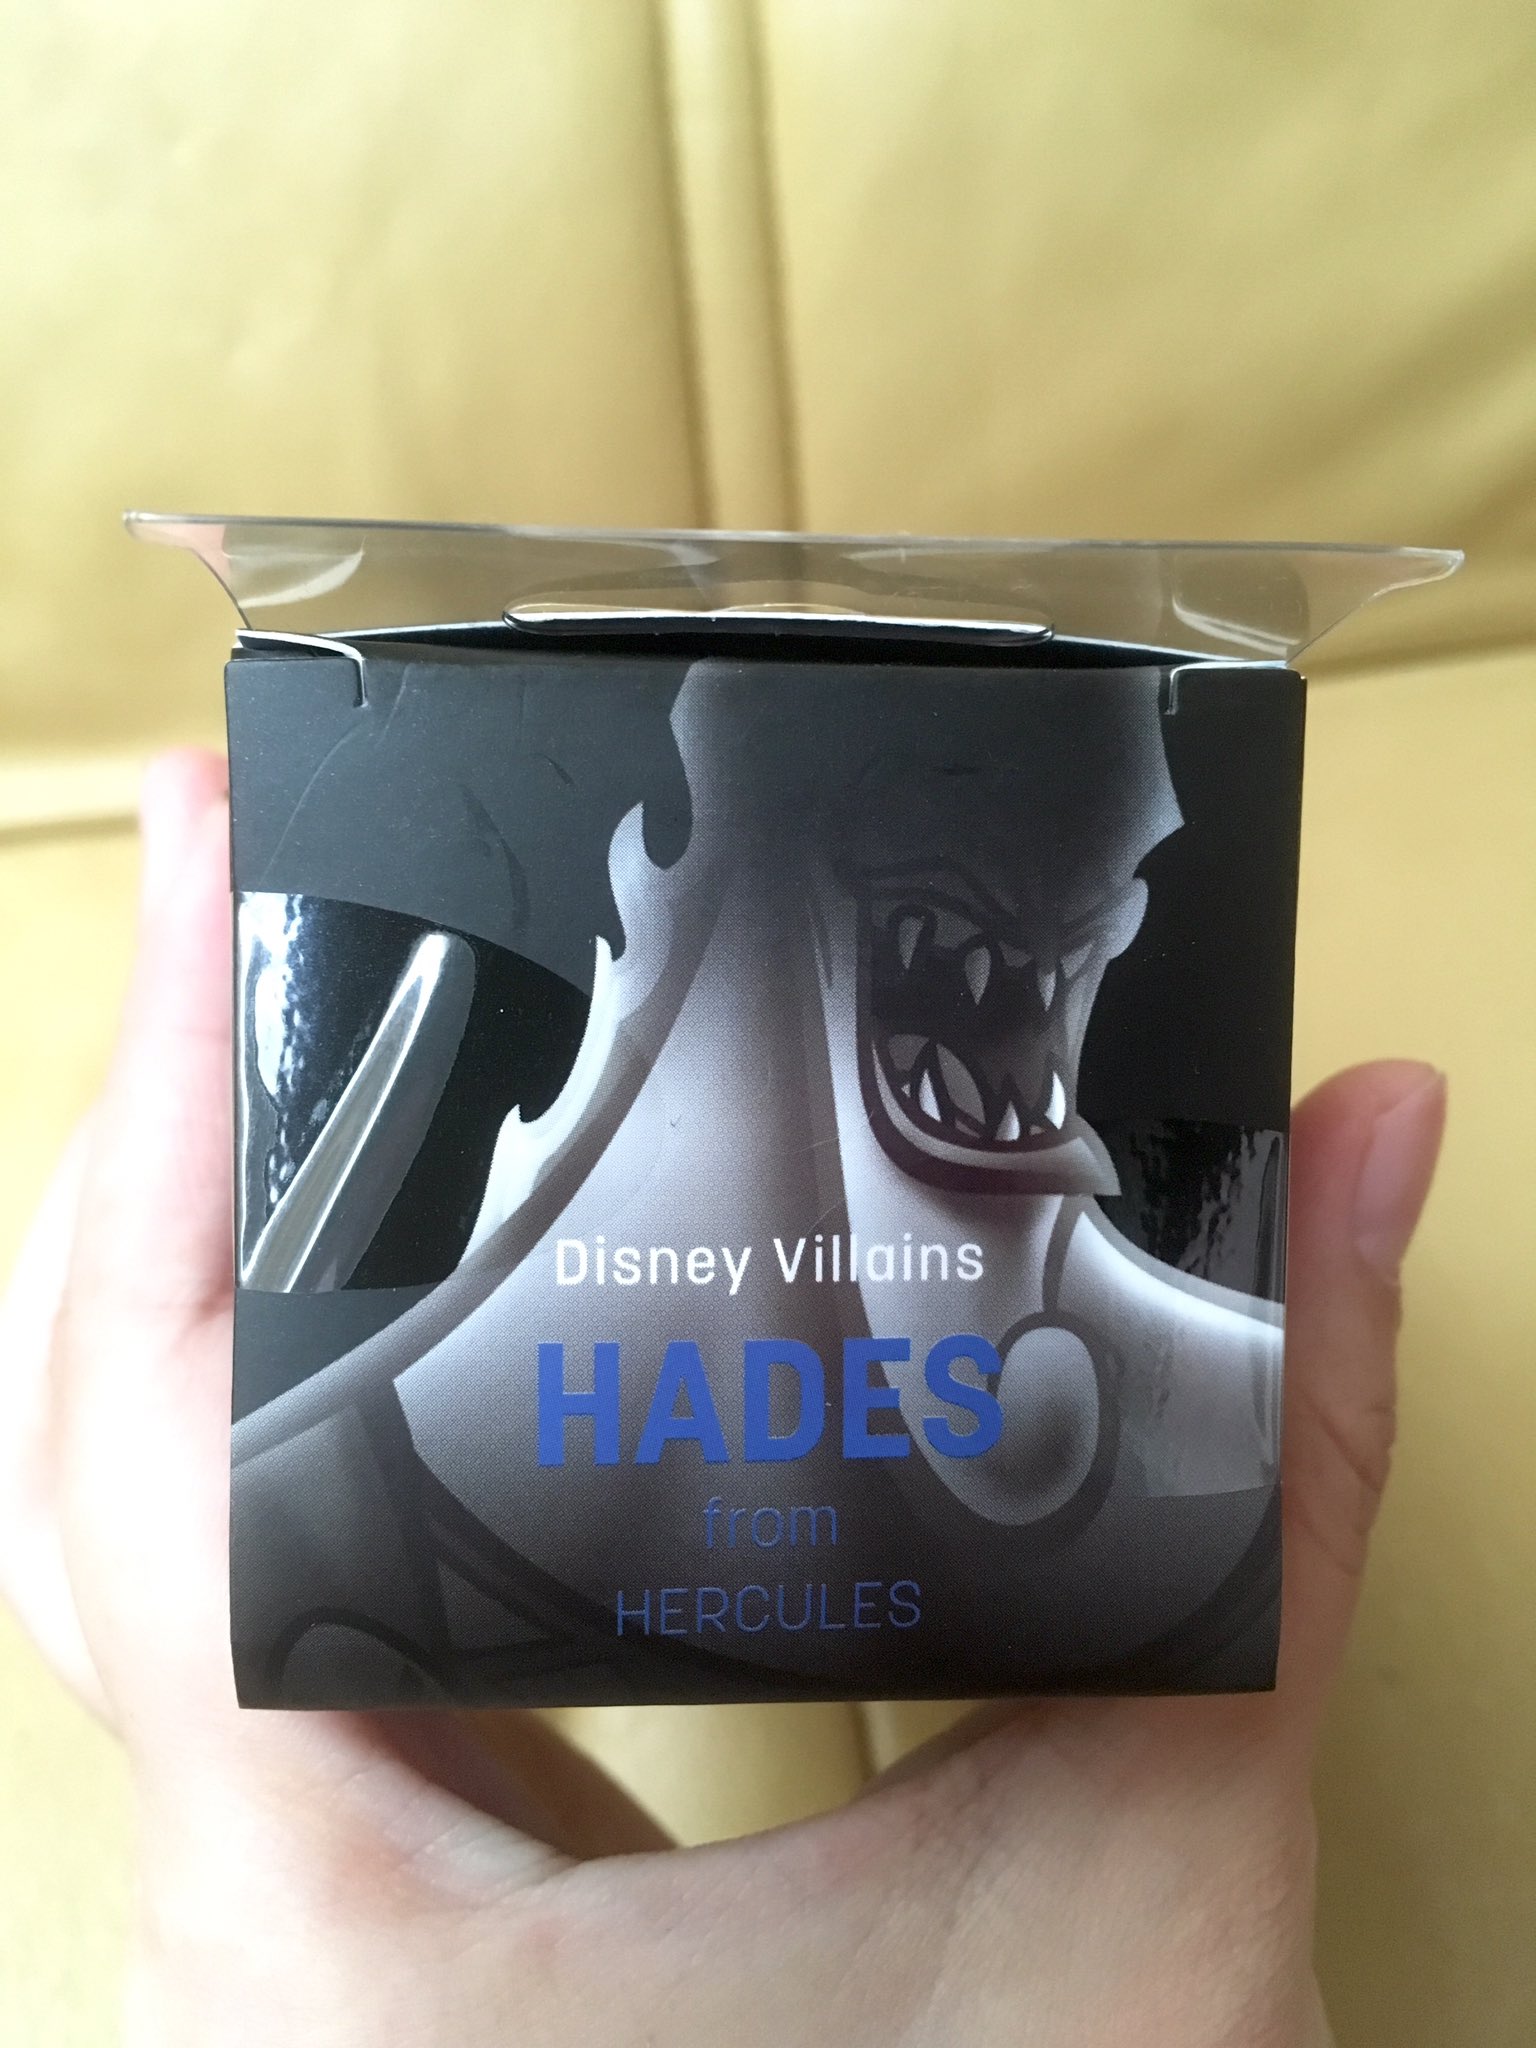 Disney Villains
HADES
from
HERCULES